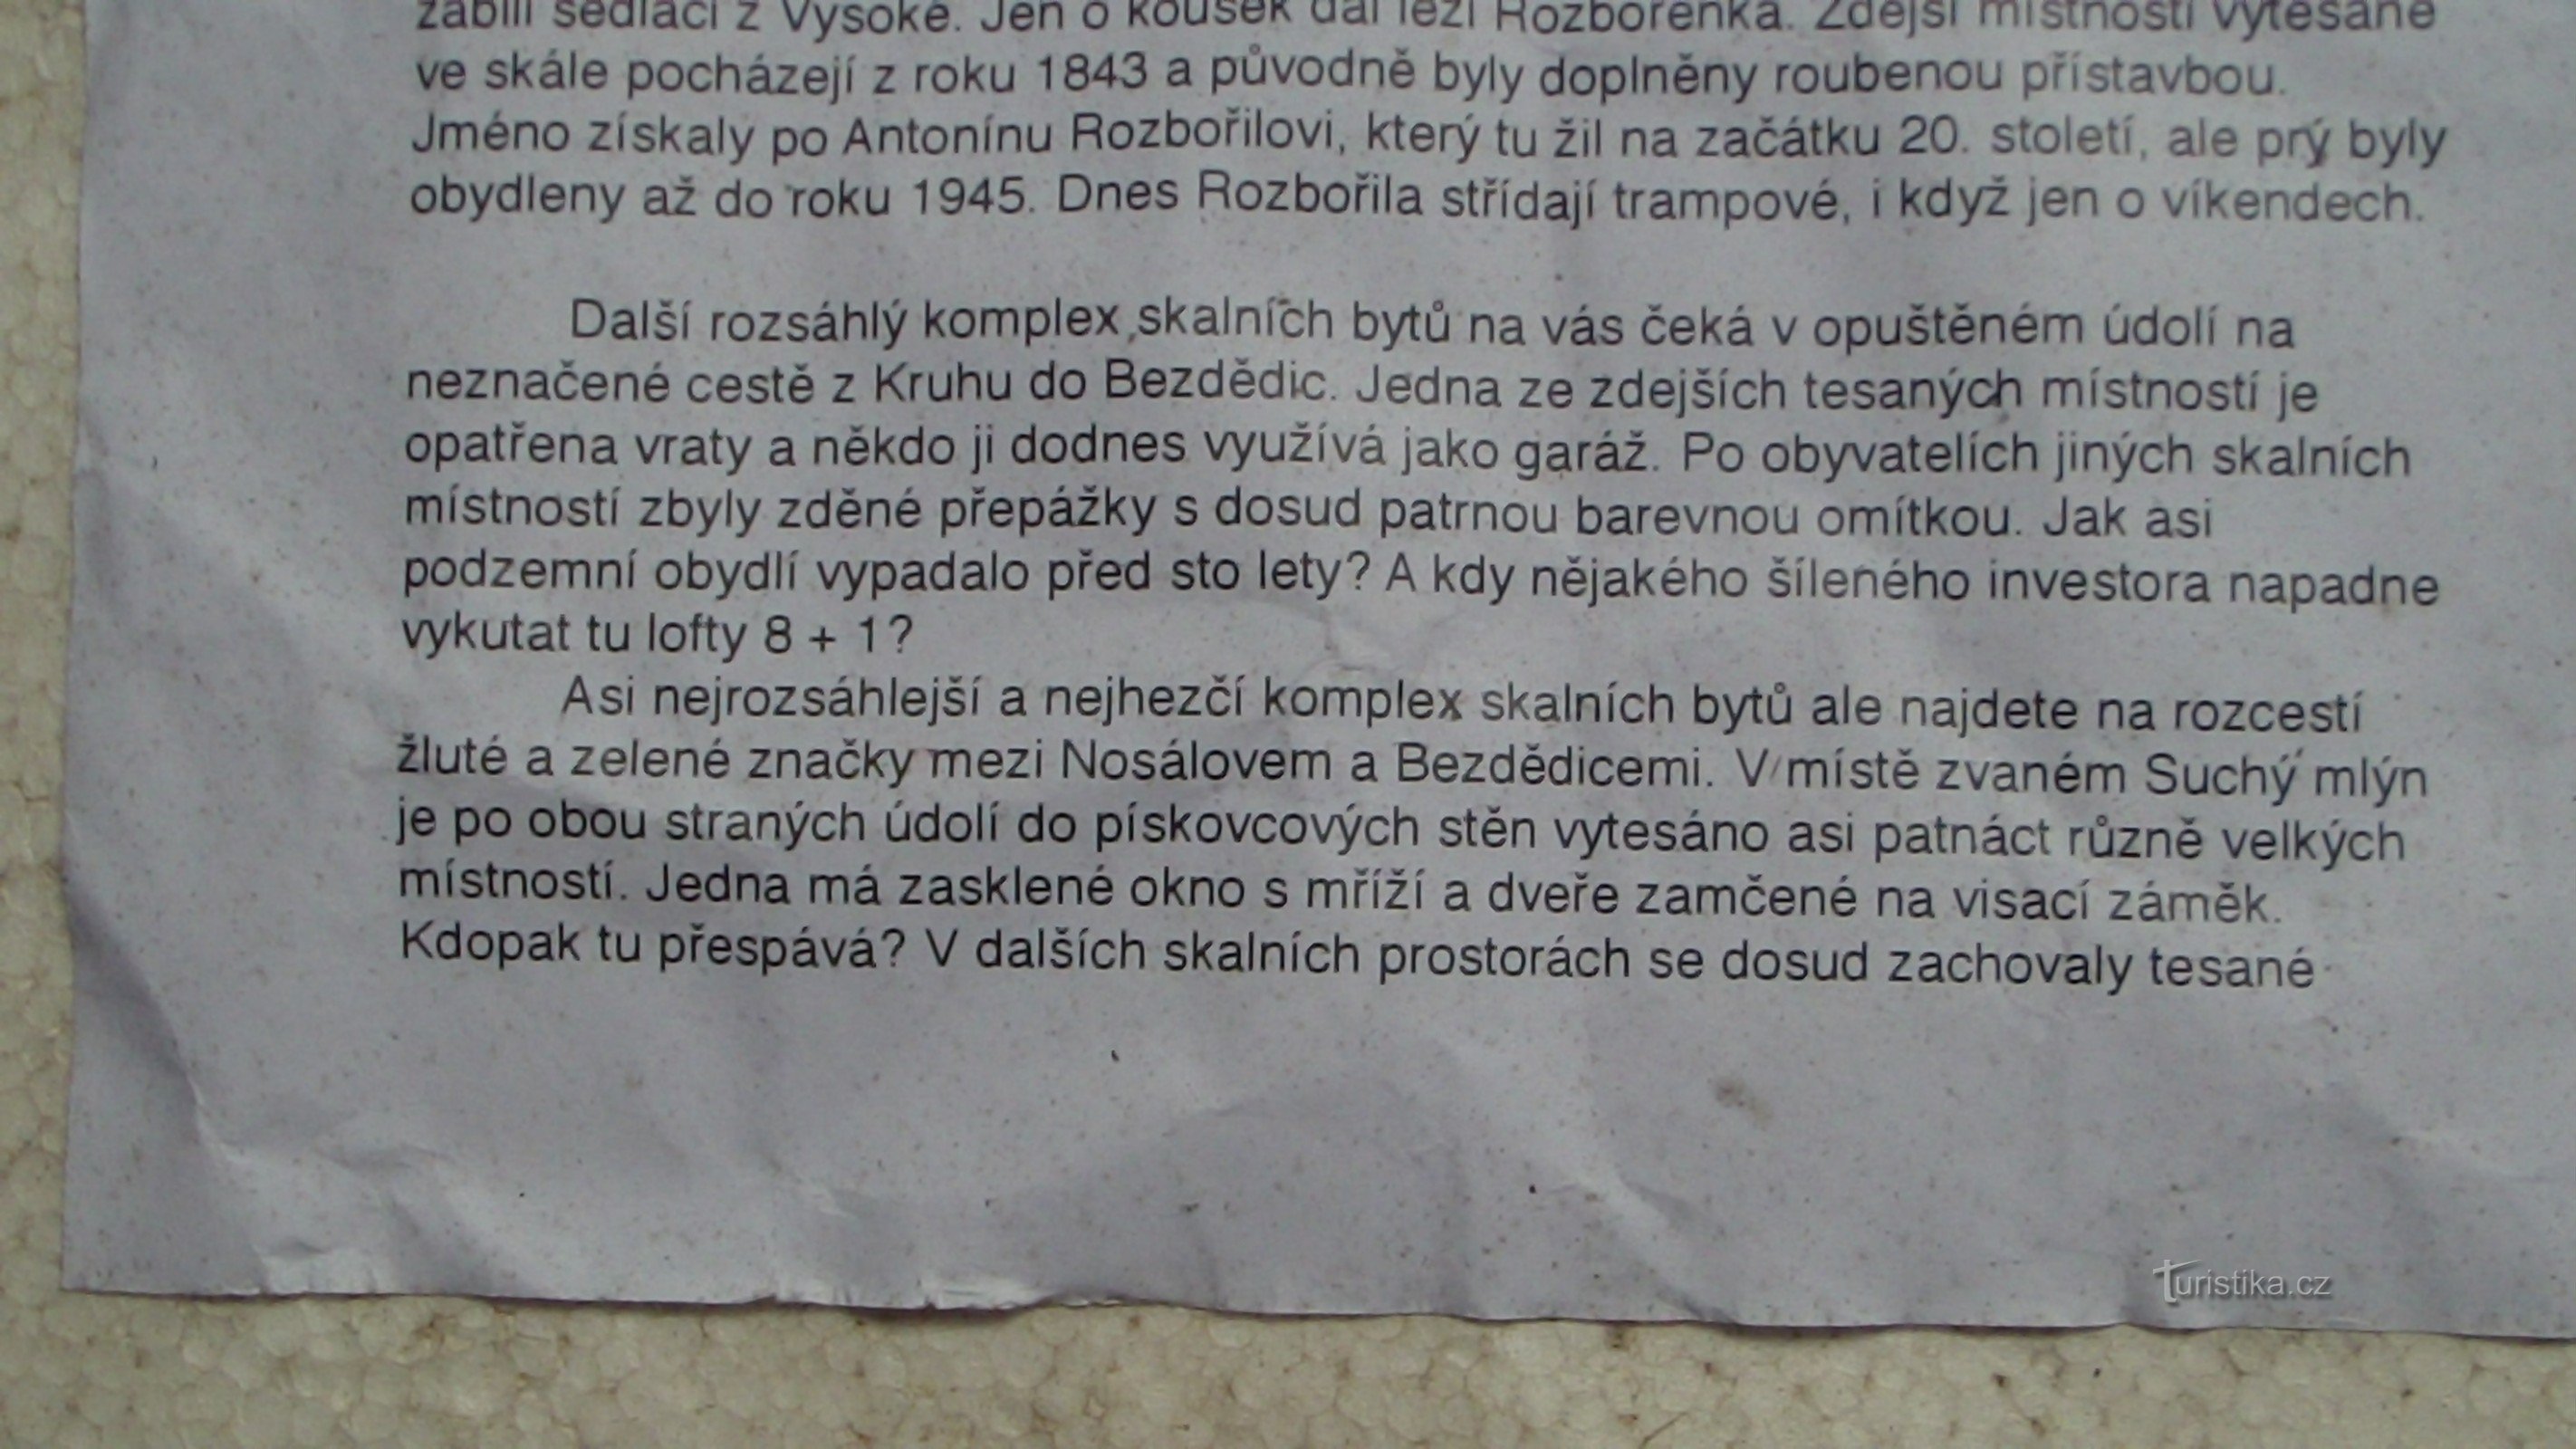 zabili sedláci z Vysoké. Jen o kousek dál leží Rozbořenka. Zdejší místnosti vytesané
ve skále pocházejí z roku 1843 a původně byly doplněny roubenou přístavbou.
Jméno získaly po Antonínu Rozbořilovi, který tu žil na začátku 20. století, ale prý byly
obydleny až do roku 1945. Dnes Rozbořila střídají trampové, i když jen o víkendech.
Další rozsáhlý komplex skalních bytů na vás čeká v opuštěném údolí na
neznačené cestě z Kruhu do Bezdědic. Jedna ze zdejších tesaných místností je
opatřena vraty a někdo ji dodnes využívá jako garáž. Po obyvatelích jiných skalních
místností zbyly zděné přepážky s dosud patrnou barevnou omítkou. Jak asi
podzemní obydlí vypadalo před sto lety? A kdy nějakého šíleného investora napadne
vykutat tu lofty 8 + 1?
Asi nejrozsáhlejší a nejhezčí komplex skalních bytů ale najdete na rozcestí
žluté a zelené značky mezi Nosálovem a Bezdědicemi. V místě zvaném Suchý mlýn
je po obou straných údolí do pískovcových stěn vytesáno asi patnáct různě velkých
místností. Jedna má zasklené okno s mříží a dveře zamčené na visací záměk.
Kdopak tu přespává? V dalších skalních prostorách se dosud zachovaly tesané
Turistika.cz